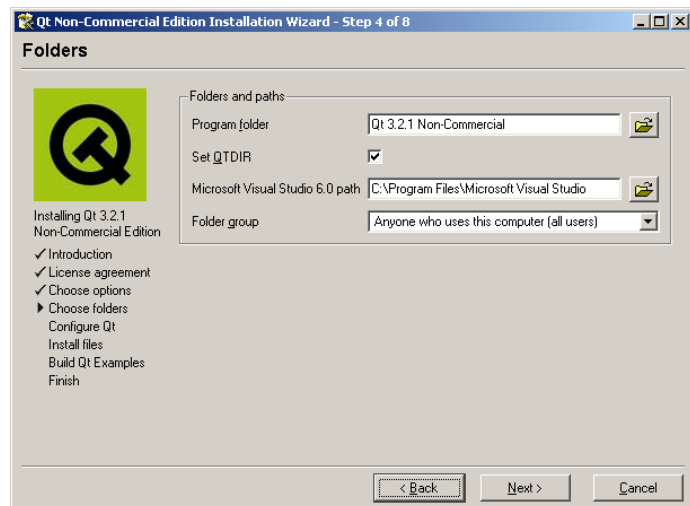 Qt Non-Commercial Edition Installation Wizard - Step 4 of 8
Folders
Folders and paths
Program folder
Qt 3.2.1 Non-Commercial
Set QTDIR
Microsoft Visual Studio 6.0 path
C:\Program Files\Microsoft Visual Studio
Folder group
Anyone who uses this computer (all users)
Installing Qt 3.2.1
Non-Commercial Edition
Introduction
License agreement
Choose options
Choose folders
Configure Qt
Install files
Build Qt Examples
Finish
< Back
Next >
Cancel